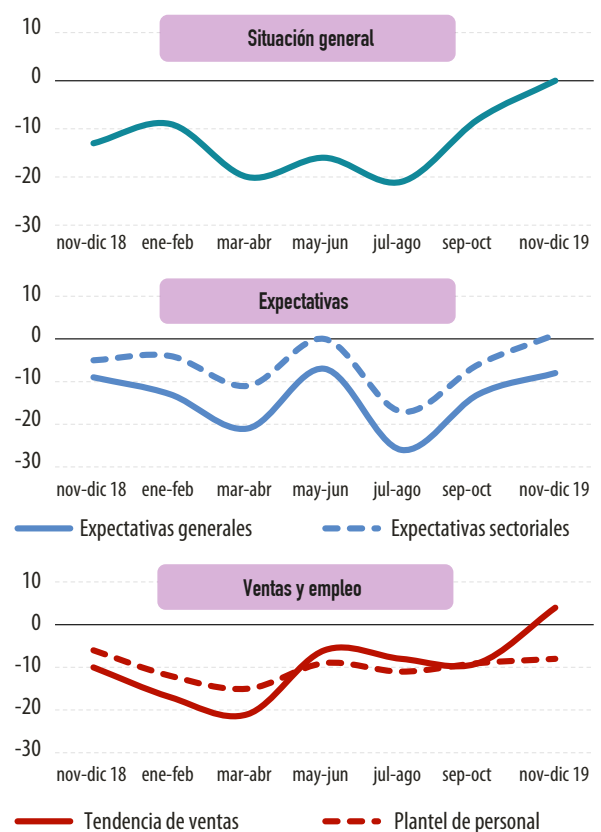 Situación general
10
0
-10
-20
-30
nov-dic 18 ene-feb mar-abr may-jun jul-ago sep-oct nov-dic 19
Expectativas
10
0
-10
-20
-30
nov-dic 18 ene-feb mar-abr may-jun jul-ago sep-oct nov-dic 19
Expectativas generales Expectativas sectoriales
Ventas y empleo
10
0
-10
-20
-30
nov-dic 18 ene-feb mar-abr may-jun jul-ago sep-oct nov-dic 19
Tendencia de ventas Plantel de personal